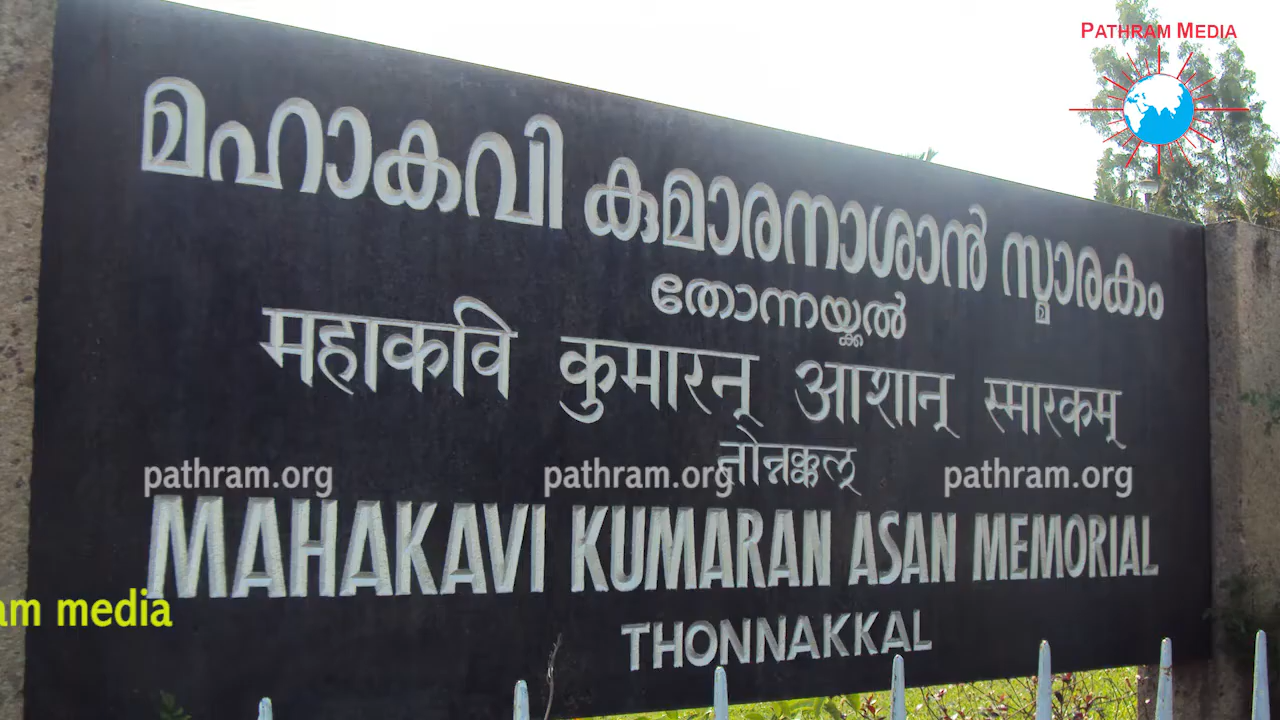 PATHRAM MEDIA
മഹാകവി കുമാരനാശാൻ സ്മാരകം
തോന്നയ്ക്കൽ
महाकवि कुमारन् आशान् स्मारकम्
तोन्नक्कल्
pathram.org pathram.org pathram.org
MAHAKAVI KUMARAN ASAN MEMORIAL
am media
THONNAKKAL